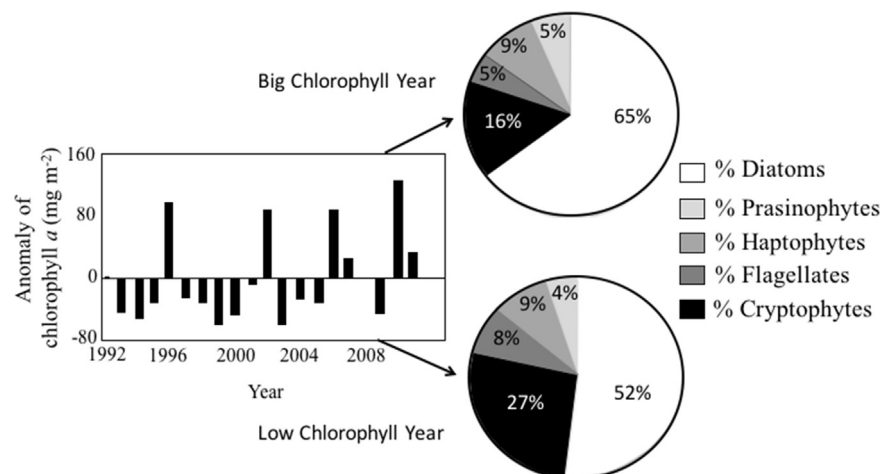 Big Chlorophyll Year
5%
9%
5%
16%
65%
Anomaly of
chlorophyll a (mg m-2)
160
80
0
-80
1992 1996 2000 2004 2008
Year
% Diatoms
% Prasinophytes
% Haptophytes
% Flagellates
% Cryptophytes
Low Chlorophyll Year
4%
9%
8%
27%
52%